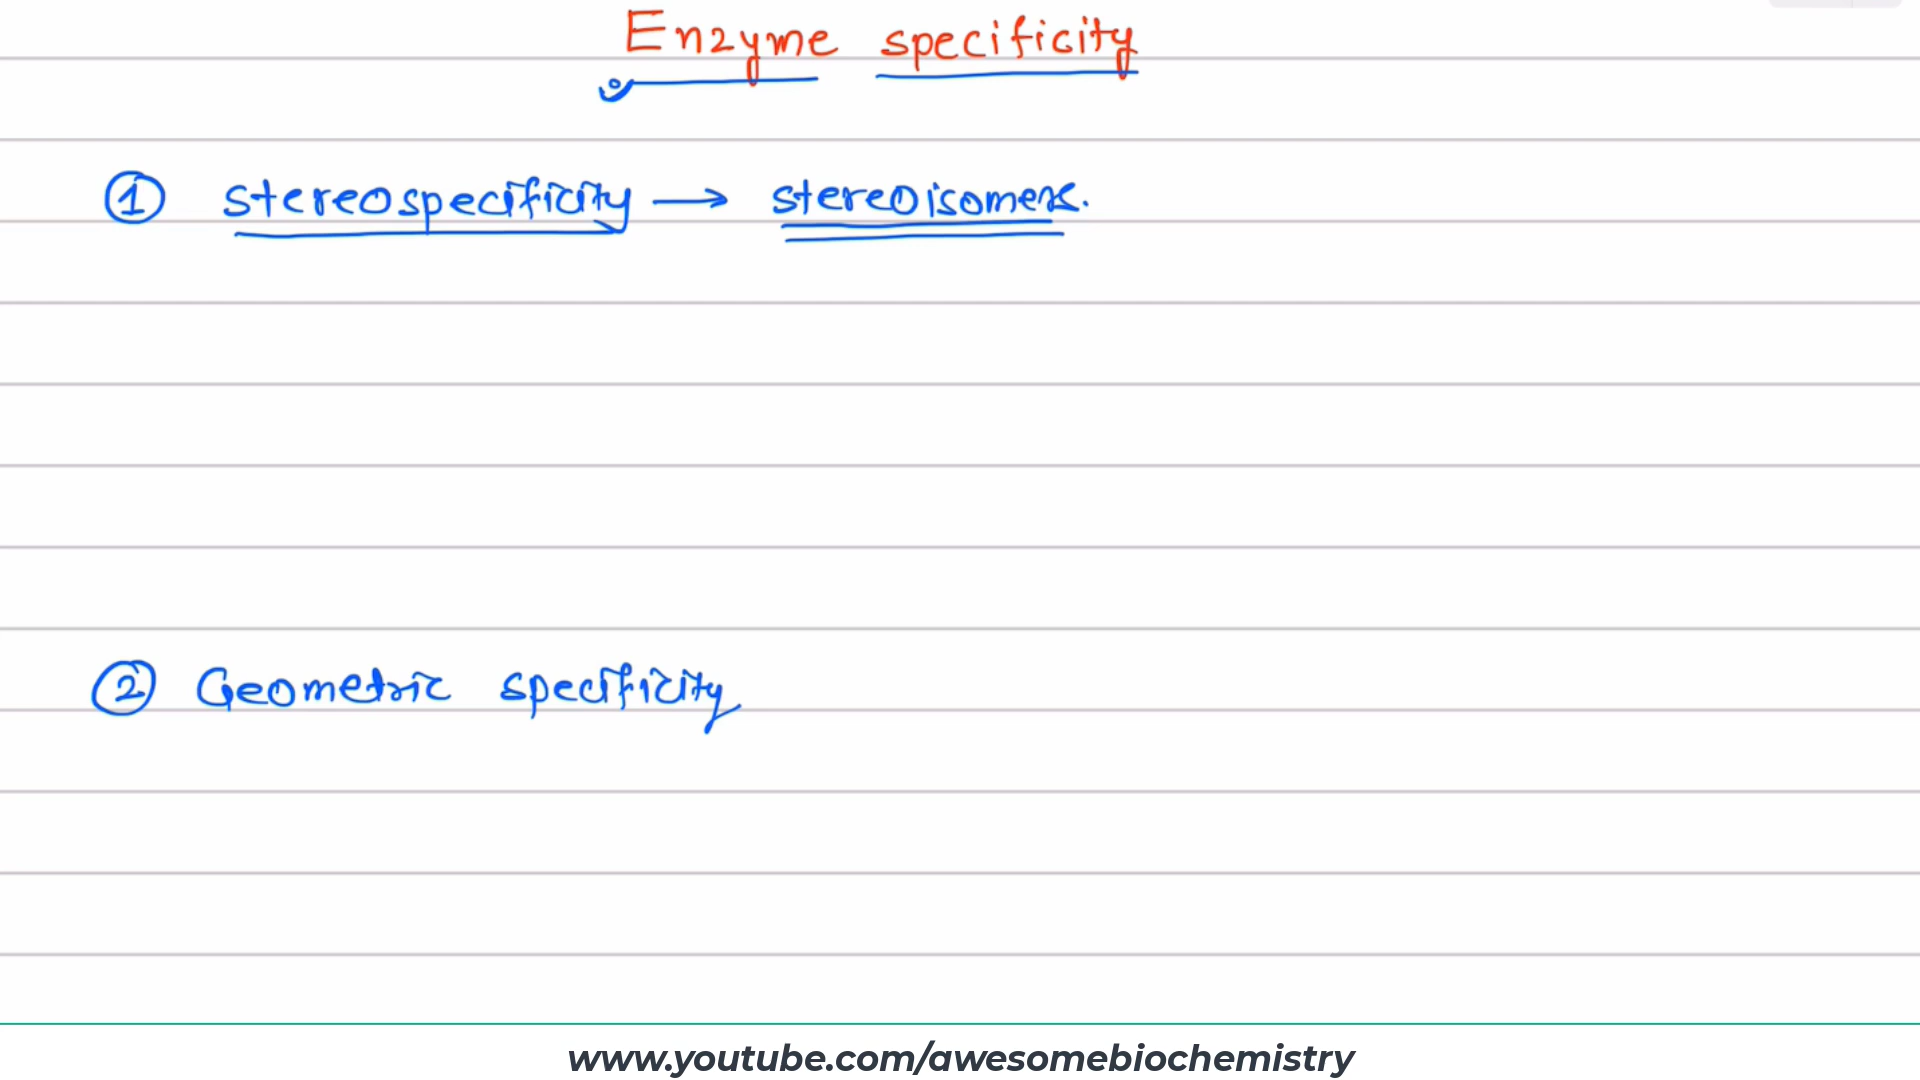 Enzyme specificity
① stereospecificity → stereoisomers.
② Geometric specificity
www.youtube.com/awesomebiochemistry